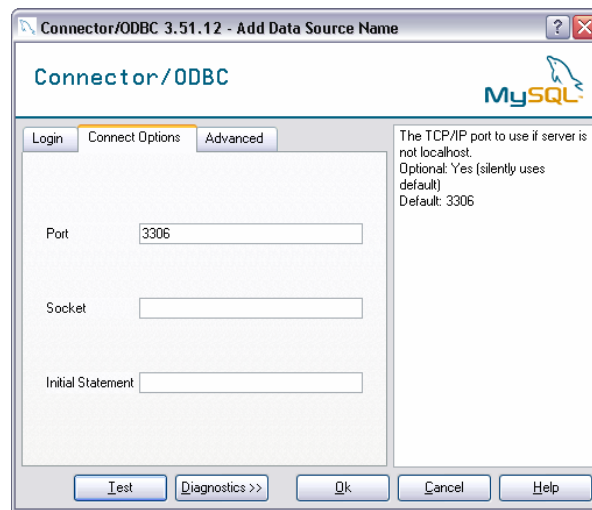 Connector/ODBC 3.51.12 - Add Data Source Name
?
Connector/ODBC
MySQL
Login
Connect Options
Advanced
Port
3306
Socket
Initial Statement
The TCP/IP port to use if server is
not localhost.
Optional: Yes (silently uses
default)
Default: 3306
Test
Diagnostics >>
Ok
Cancel
Help